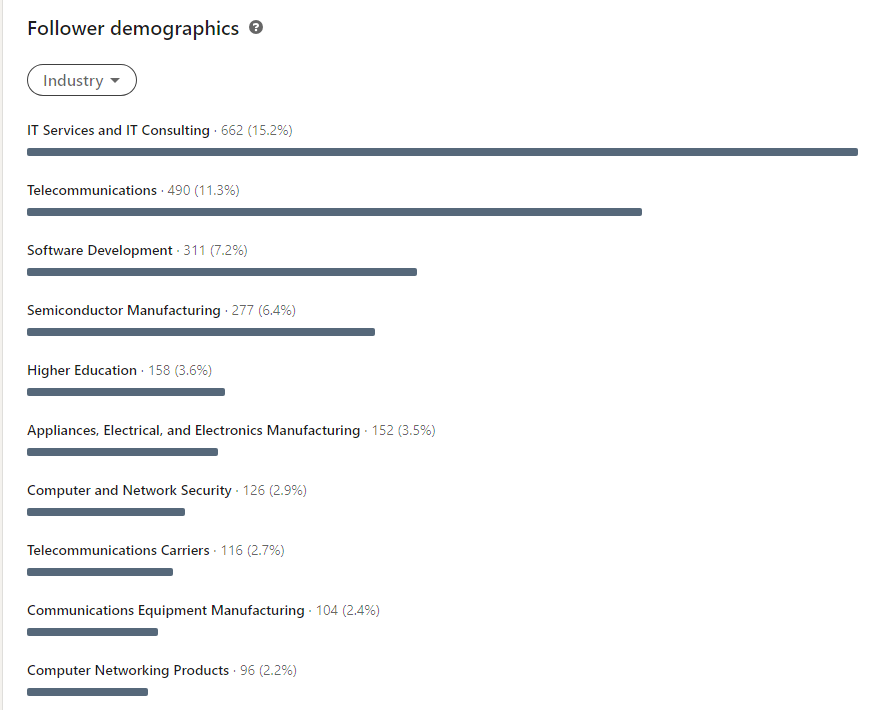 Follower demographics ?
Industry
IT Services and IT Consulting · 662 (15.2%)
Telecommunications · 490 (11.3%)
Software Development · 311 (7.2%)
Semiconductor Manufacturing · 277 (6.4%)
Higher Education · 158 (3.6%)
Appliances, Electrical, and Electronics Manufacturing · 152 (3.5%)
Computer and Network Security · 126 (2.9%)
Telecommunications Carriers · 116 (2.7%)
Communications Equipment Manufacturing · 104 (2.4%)
Computer Networking Products · 96 (2.2%)